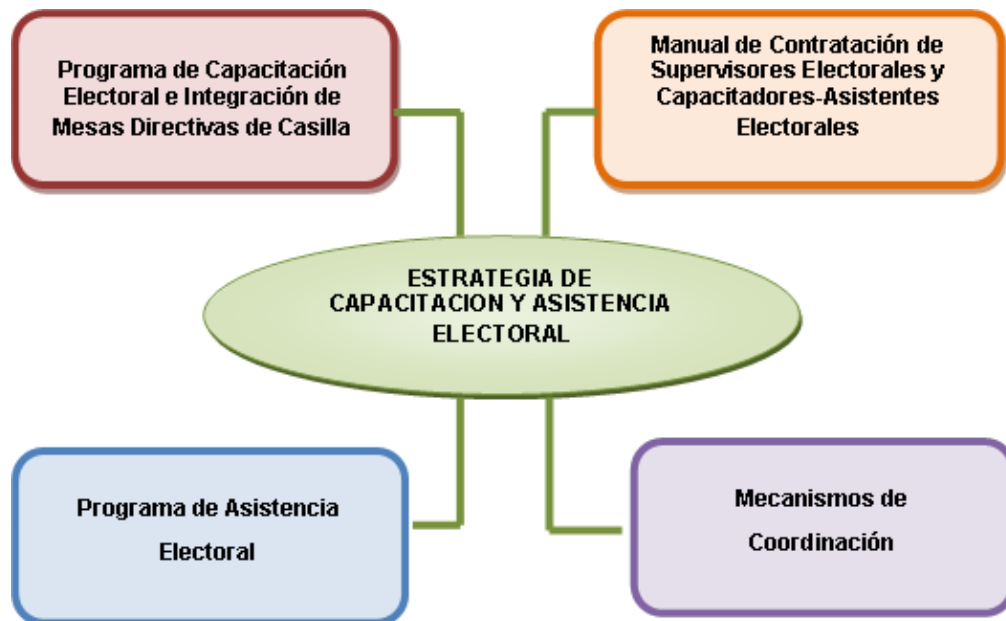 Programa de Capacitación
Electoral e Integración de
Mesas Directivas de Casilla
Manual de Contratación de
Supervisores Electorales y
Capacitadores-Asistentes
Electorales
ESTRATEGIA DE
CAPACITACION Y ASISTENCIA
ELECTORAL
Programa de Asistencia
Electoral
Mecanismos de
Coordinación